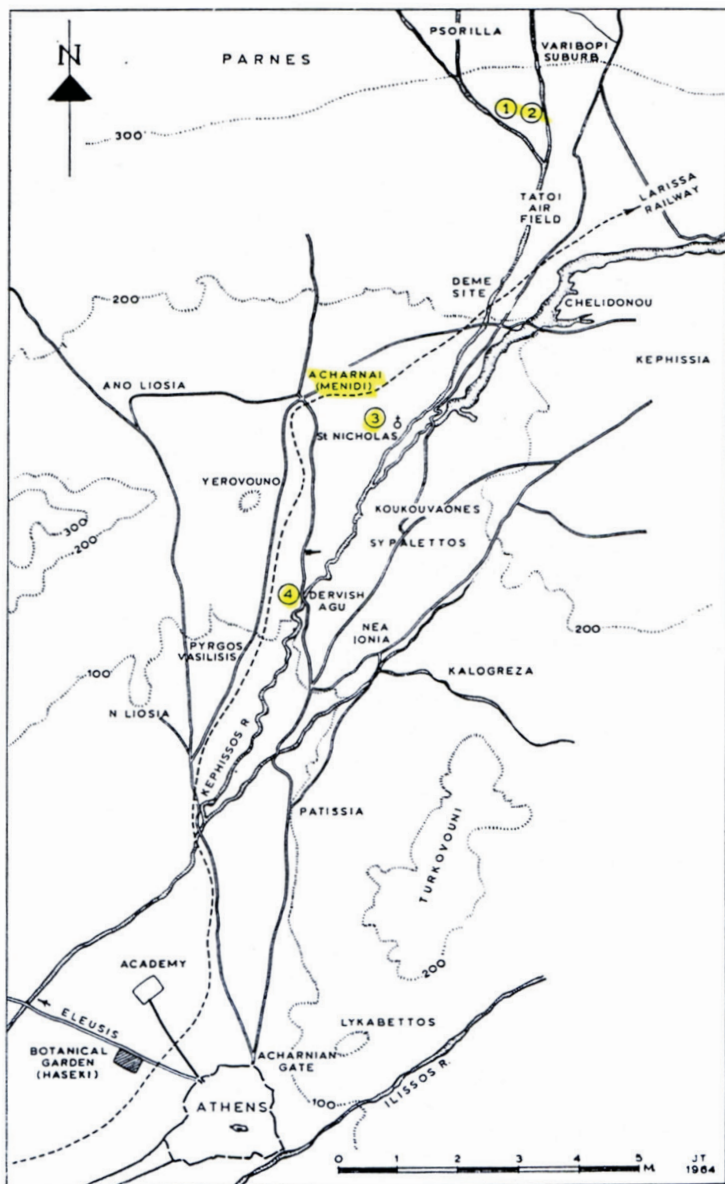 PSORILLA
VARIBOPI
SUBURB
N
PARNES
1
2
300
TATOI
AIR
FIELD
LARISSA
RAILWAY
DEME
SITE
200
CHELIDONOU
KEPHISSIA
ACHARNAI
(MENIDI)
ANO LIOSIA
3
St NICHOLAS
YEROVOUNO
KOUKOUVAONES
SYPALETTOS
300
200
4
DERVISH
AGU
NEA
IONIA
200
PYRGOS
VASILISIS
100
KALOGREZA
N LIOSIA
KEPHISSOS R
PATISSIA
TURKOVOUNI
200
ACADEMY
ELEUSIS
LYKABETTOS
BOTANICAL
GARDEN
(HASEKI)
ACHARNIAN
GATE
100
ILISSOS R.
ATHENS
0 1 2 3 4 5
M
JT
1964